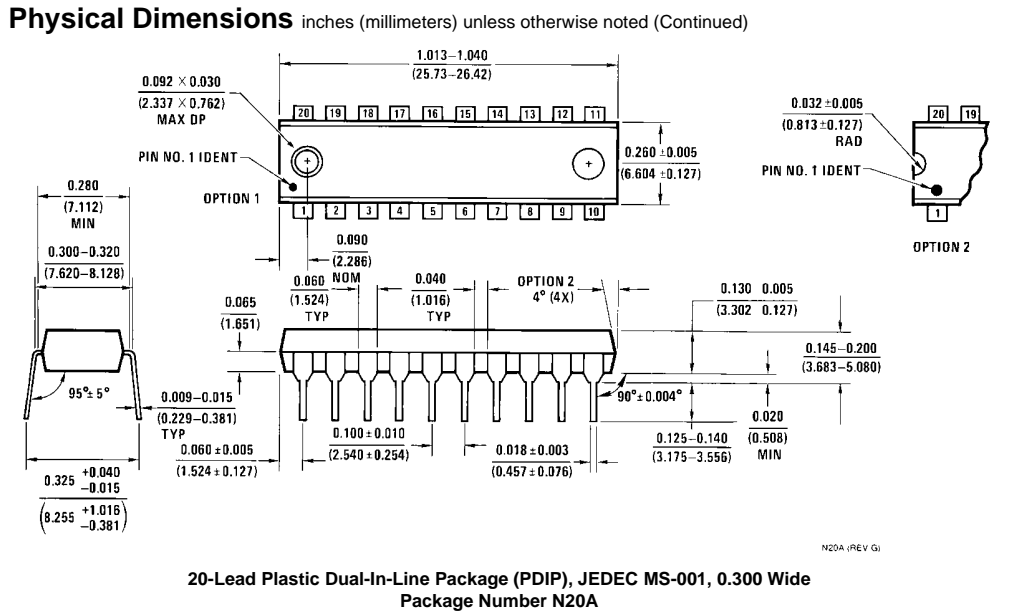 Physical Dimensions inches (millimeters) unless otherwise noted (Continued)
1.013–1.040
(25.73–26.42)
0.092 × 0.030
(2.337 × 0.762)
MAX DP
20 19 18 17 16 15 14 13 12 11
PIN NO. 1 IDENT
OPTION 1
1 2 3 4 5 6 7 8 9 10
0.260 ±0.005
(6.604 ±0.127)
0.032 ±0.005
(0.813 ±0.127)
RAD
20 19
PIN NO. 1 IDENT
1
OPTION 2
0.280
(7.112)
MIN
0.300–0.320
(7.620–8.128)
0.090
(2.286)
NOM
0.060
(1.524)
TYP
0.040
(1.016)
TYP
OPTION 2
4° (4X)
0.130 0.005
(3.302 0.127)
0.065
(1.651)
0.145–0.200
(3.683–5.080)
95°± 5°
0.009–0.015
(0.229–0.381)
TYP
90°± 0.004°
0.020
(0.508)
MIN
0.125–0.140
(3.175–3.556)
0.100 ± 0.010
(2.540 ± 0.254)
0.018 ± 0.003
(0.457 ± 0.076)
0.060 ± 0.005
(1.524 ± 0.127)
0.325 +0.040
–0.015
(8.255 +1.016
–0.381)
N20A (REV G)
20-Lead Plastic Dual-In-Line Package (PDIP), JEDEC MS-001, 0.300 Wide
Package Number N20A